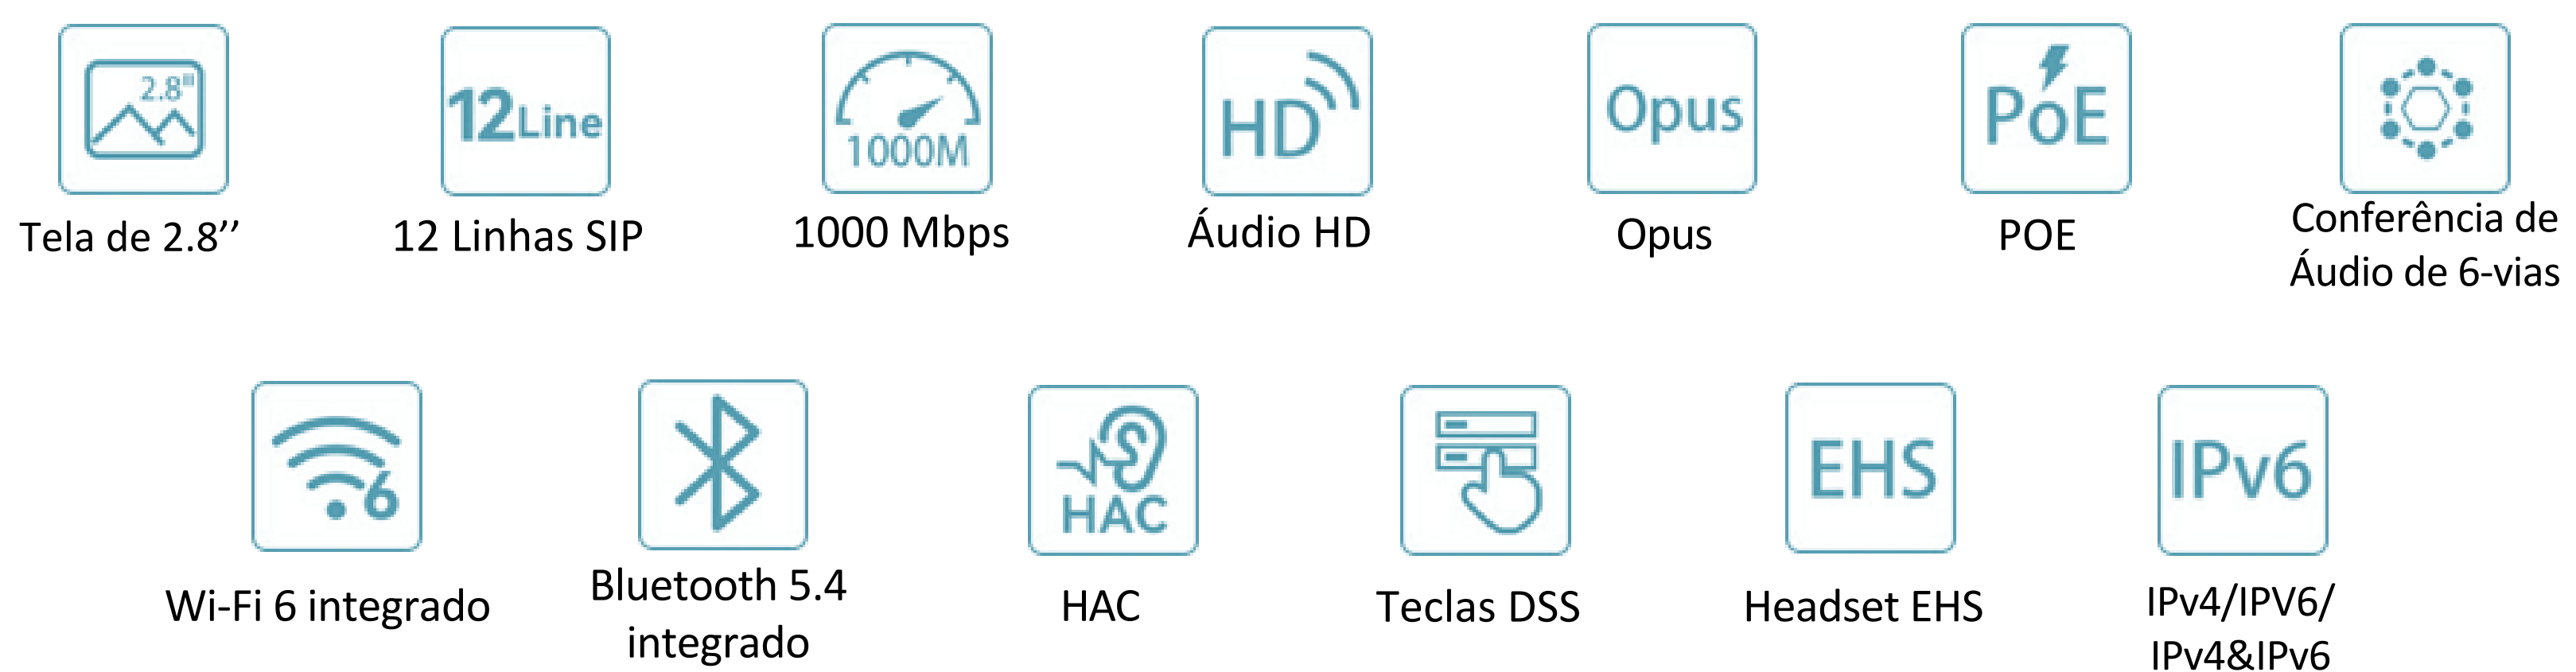 2.8"
12Line
1000M
HD
Opus
PoE
Tela de 2.8’’
12 Linhas SIP
1000 Mbps
Áudio HD
Opus
POE
Conferência de
Áudio de 6-vias
6
HAC
EHS
IPv6
Wi-Fi 6 integrado
Bluetooth 5.4
integrado
HAC
Teclas DSS
Headset EHS
IPv4/IPV6/
IPv4&IPv6